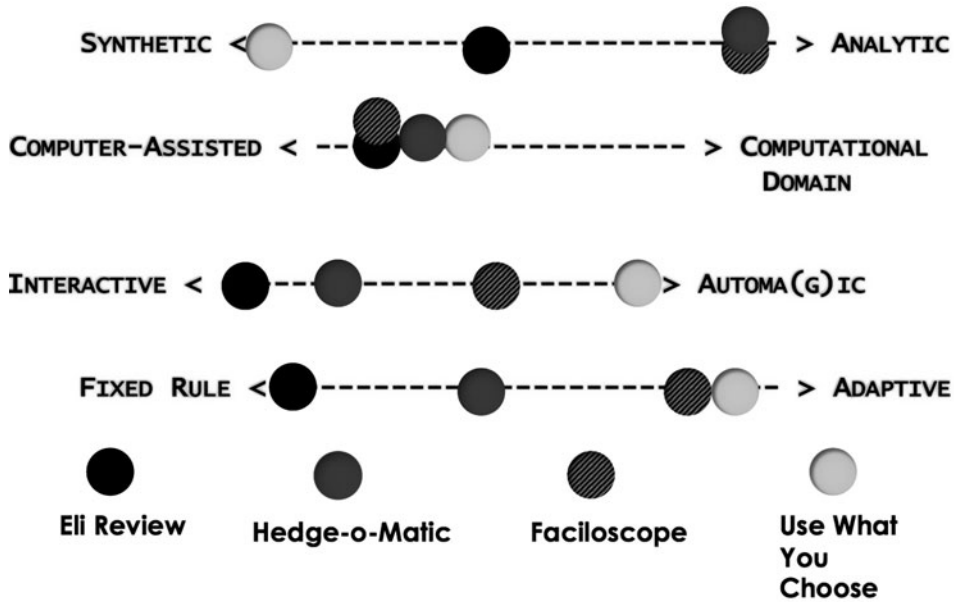 SYNTHETIC < > ANALYTIC
COMPUTER-ASSISTED < > COMPUTATIONAL
DOMAIN
INTERACTIVE < > AUTOMA(G)IC
FIXED RULE < > ADAPTIVE
Eli Review
Hedge-o-Matic
Faciloscope
Use What
You
Choose